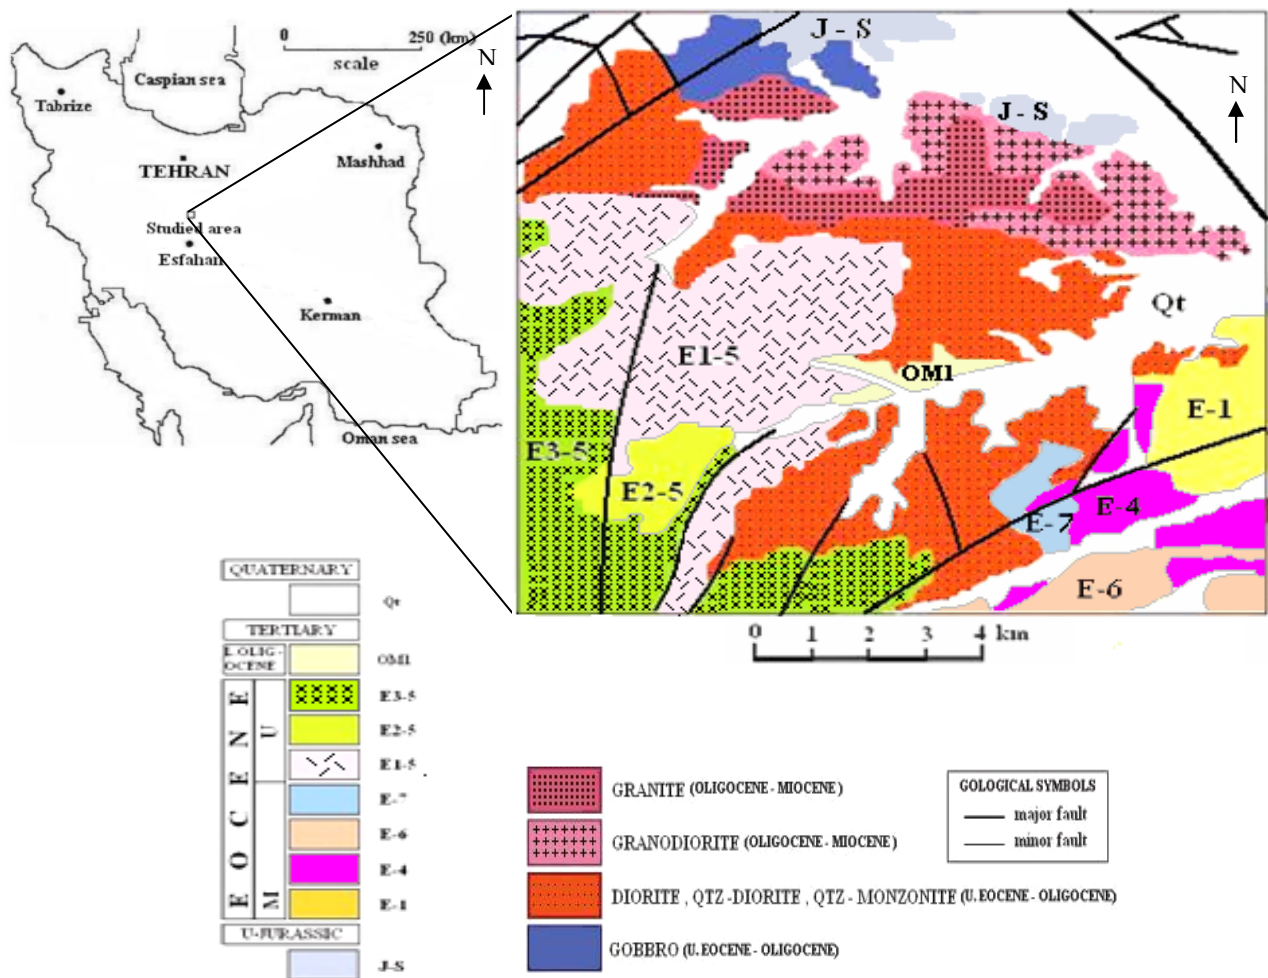 0 250 (km)
scale
N
Caspian sea
Tabrize
TEHRAN
Mashhad
Studied area
Esfahan
Kerman
Oman sea
J - S
N
J - S
Qt
E1-5
OM1
E-1
E3-5
E2-5
E-4
E-7
E-6
0 1 2 3 4 km
QUATERNARY
Qt
TERTIARY
L OLIG -
OCENE
OM1
EOCENE
U
E3-5
E2-5
E1-5
M
E-7
E-6
E-4
E-1
U-JURASSIC
J-S
GRANITE (OLIGOCENE - MIOCENE)
GRANODIORITE (OLIGOCENE - MIOCENE)
DIORITE , QTZ -DIORITE , QTZ - MONZONITE (U. EOCENE - OLIGOCENE)
GOBBRO (U. EOCENE - OLIGOCENE)
GOLOGICAL SYMBOLS
major fault
minor fault